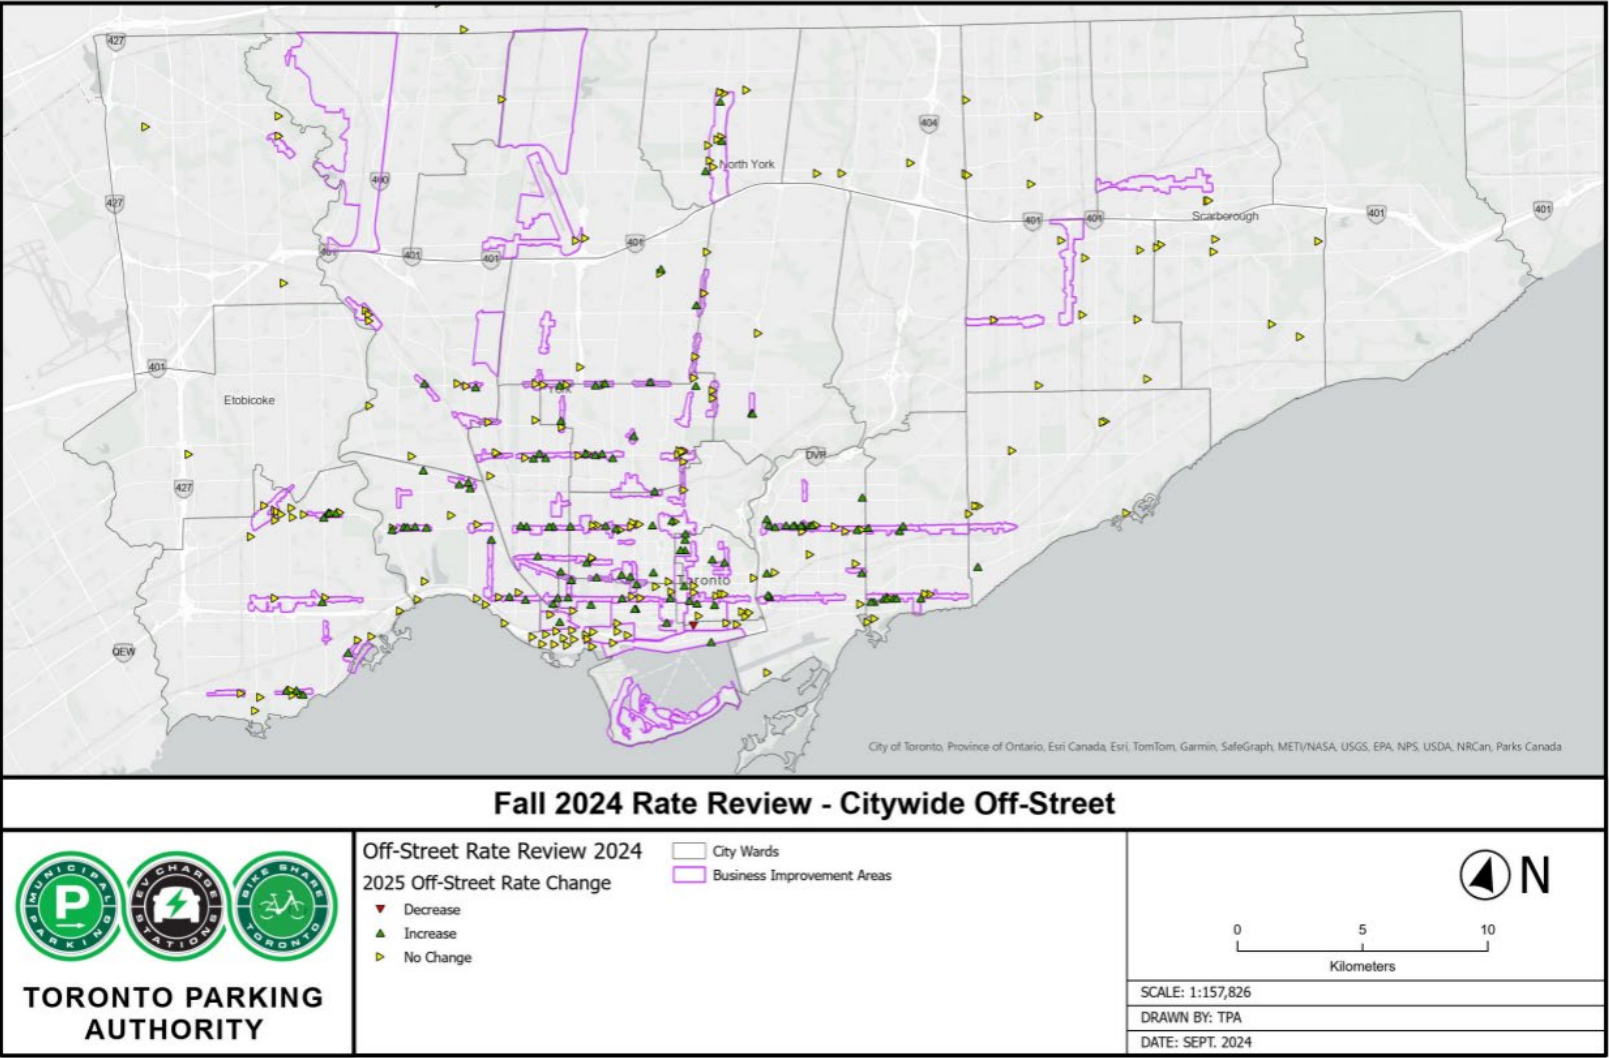 427
404
North York
400
427
401
Scarborough
401
401
401
401
401
401
401
401
York
Etobicoke
DVP
427
Toronto
QEW
City of Toronto, Province of Ontario, Esri Canada, Esri, TomTom, Garmin, SafeGraph, METI/NASA, USGS, EPA, NPS, USDA, NRCan, Parks Canada
Fall 2024 Rate Review - Citywide Off-Street
MUNICIPAL PARKING
P
EV CHARGE STATIONS
BIKE SHARE TORONTO
TORONTO PARKING
AUTHORITY
Off-Street Rate Review 2024
2025 Off-Street Rate Change
Decrease
Increase
No Change
City Wards
Business Improvement Areas
N
0 5 10
Kilometers
SCALE: 1:157,826
DRAWN BY: TPA
DATE: SEPT. 2024